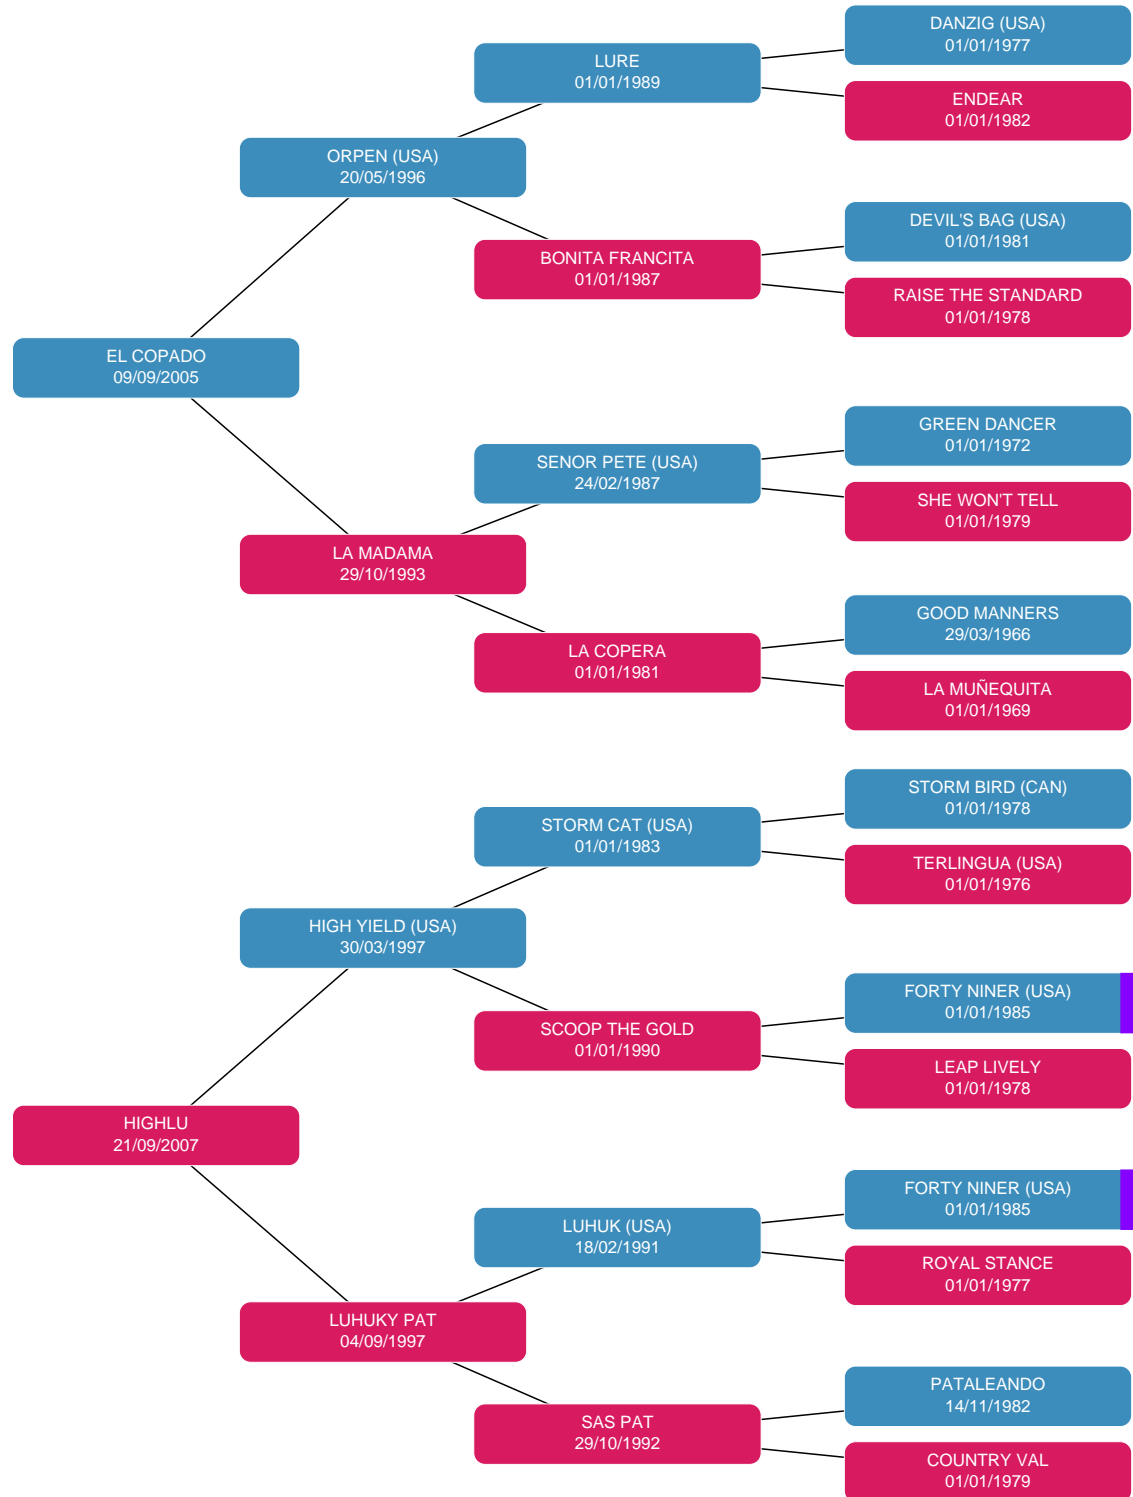 DANZIG (USA)
01/01/1977
LURE
01/01/1989
ENDEAR
01/01/1982
ORPEN (USA)
20/05/1996
DEVIL'S BAG (USA)
01/01/1981
BONITA FRANCITA
01/01/1987
RAISE THE STANDARD
01/01/1978
EL COPADO
09/09/2005
GREEN DANCER
01/01/1972
SENOR PETE (USA)
24/02/1987
SHE WON'T TELL
01/01/1979
LA MADAMA
29/10/1993
GOOD MANNERS
29/03/1966
LA COPERA
01/01/1981
LA MUÑEQUITA
01/01/1969
STORM BIRD (CAN)
01/01/1978
STORM CAT (USA)
01/01/1983
TERLINGUA (USA)
01/01/1976
HIGH YIELD (USA)
30/03/1997
FORTY NINER (USA)
01/01/1985
SCOOP THE GOLD
01/01/1990
LEAP LIVELY
01/01/1978
HIGHLU
21/09/2007
FORTY NINER (USA)
01/01/1985
LUHUK (USA)
18/02/1991
ROYAL STANCE
01/01/1977
LUHUKY PAT
04/09/1997
PATALEANDO
14/11/1982
SAS PAT
29/10/1992
COUNTRY VAL
01/01/1979